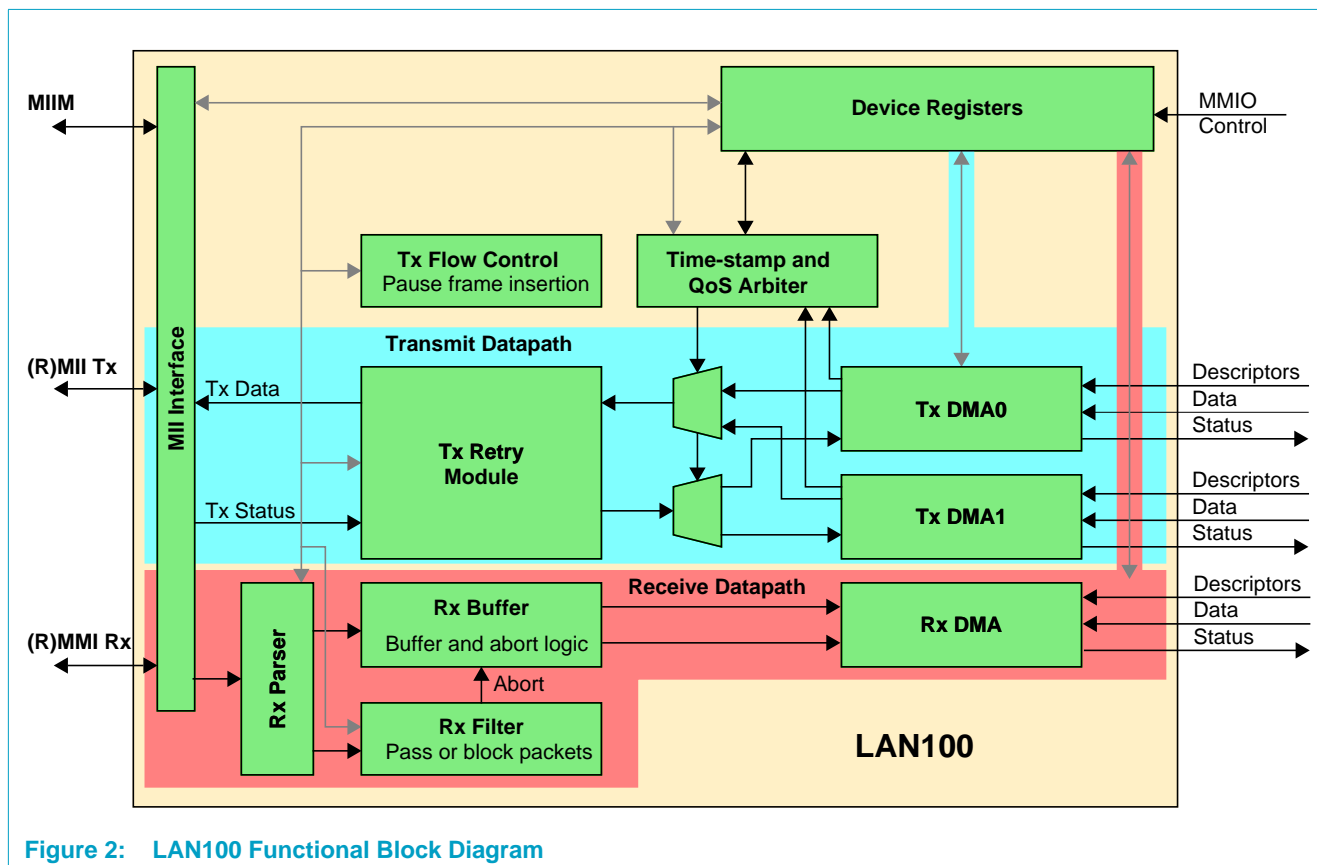 MIIM
Device Registers
MMIO
Control
Tx Flow Control
Pause frame insertion
Time-stamp and
QoS Arbiter
MII Interface
Transmit Datapath
(R)MII Tx
Tx Data
Tx Retry
Module
Tx Status
Tx DMA0
Descriptors
Data
Status
Tx DMA1
Descriptors
Data
Status
Receive Datapath
(R)MMI Rx
Rx Parser
Rx Buffer
Buffer and abort logic
Abort
Rx Filter
Pass or block packets
Rx DMA
Descriptors
Data
Status
LAN100
Figure 2: LAN100 Functional Block Diagram